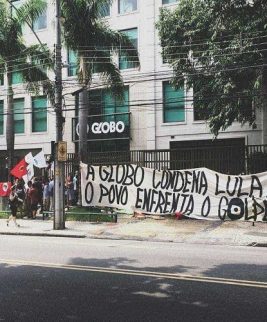 O GLOBO
A GLOBO CONDENA LULA
O POVO ENFRENTA O GOLPE